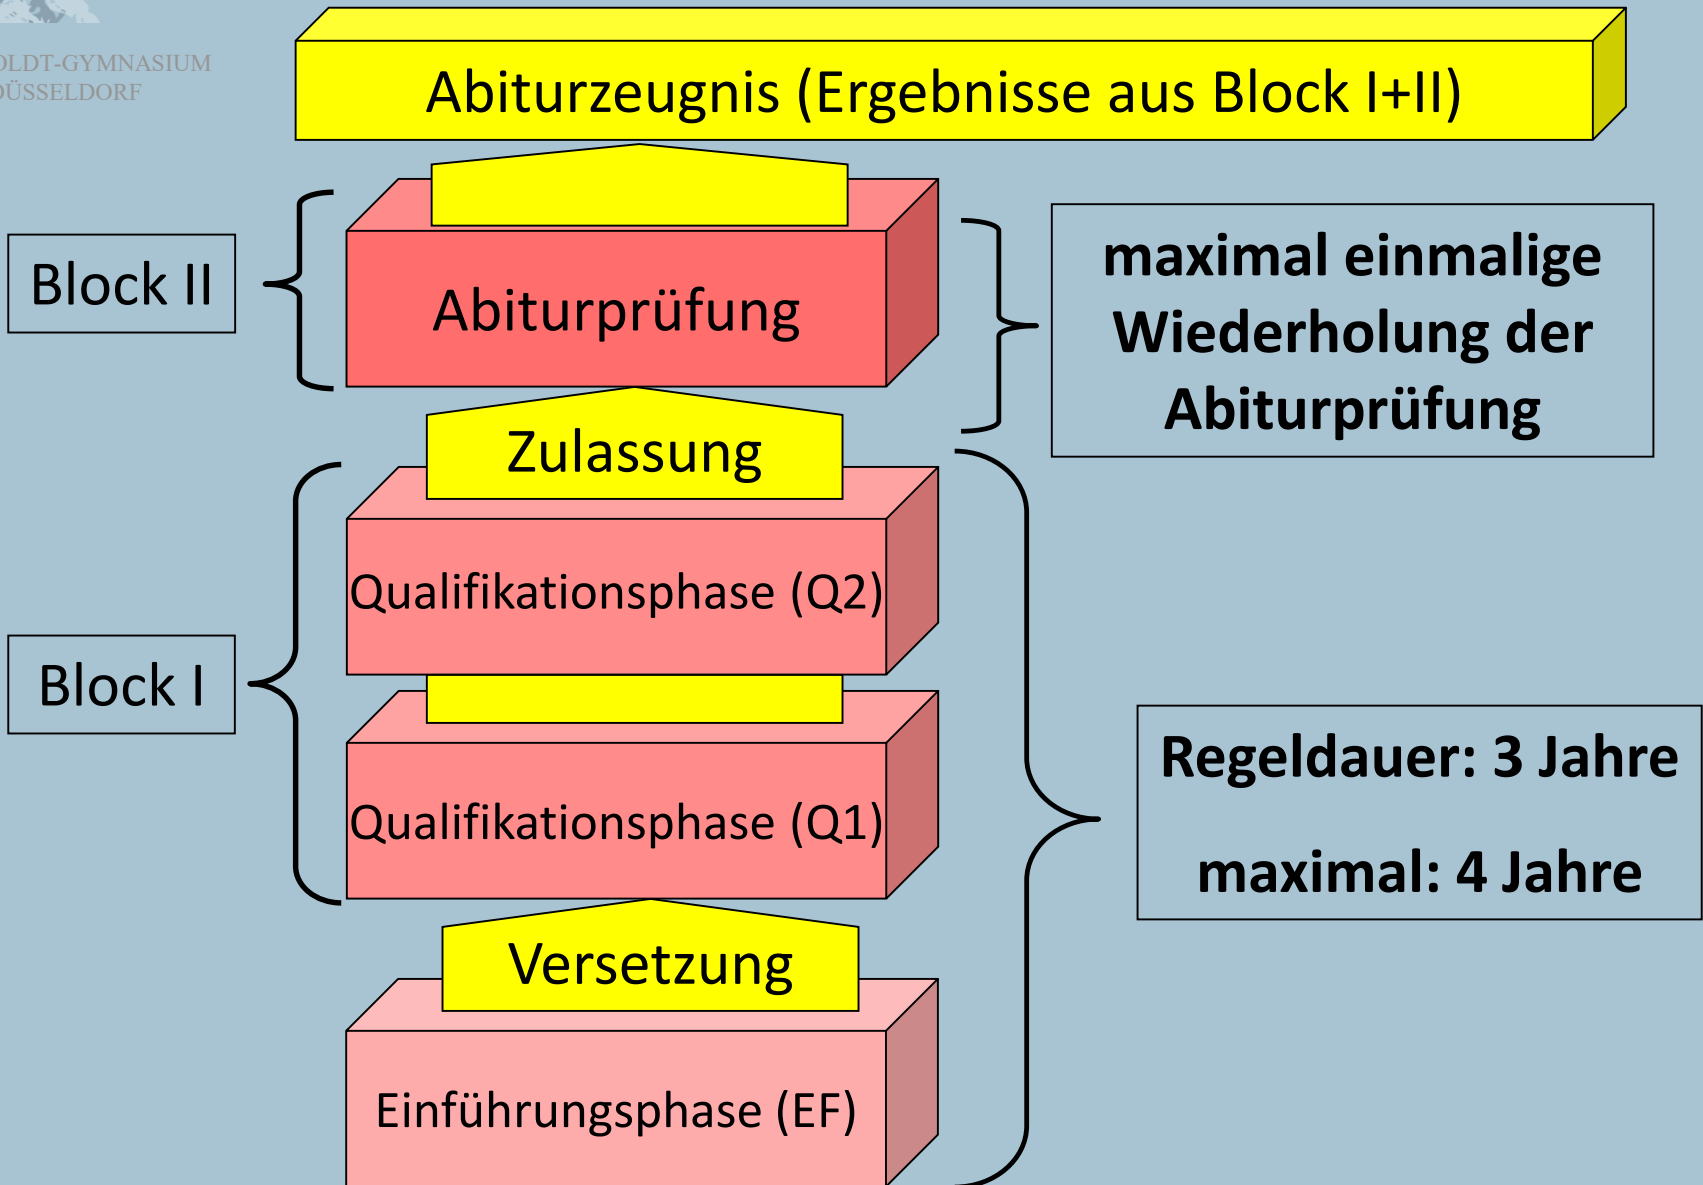 OLDT-GYMNASIUM
DÜSSELDORF
Abiturzeugnis (Ergebnisse aus Block I+II)
Block II
Abiturprüfung
maximal einmalige
Wiederholung der
Abiturprüfung
Zulassung
Qualifikationsphase (Q2)
Block I
Qualifikationsphase (Q1)
Regeldauer: 3 Jahre
maximal: 4 Jahre
Versetzung
Einführungsphase (EF)